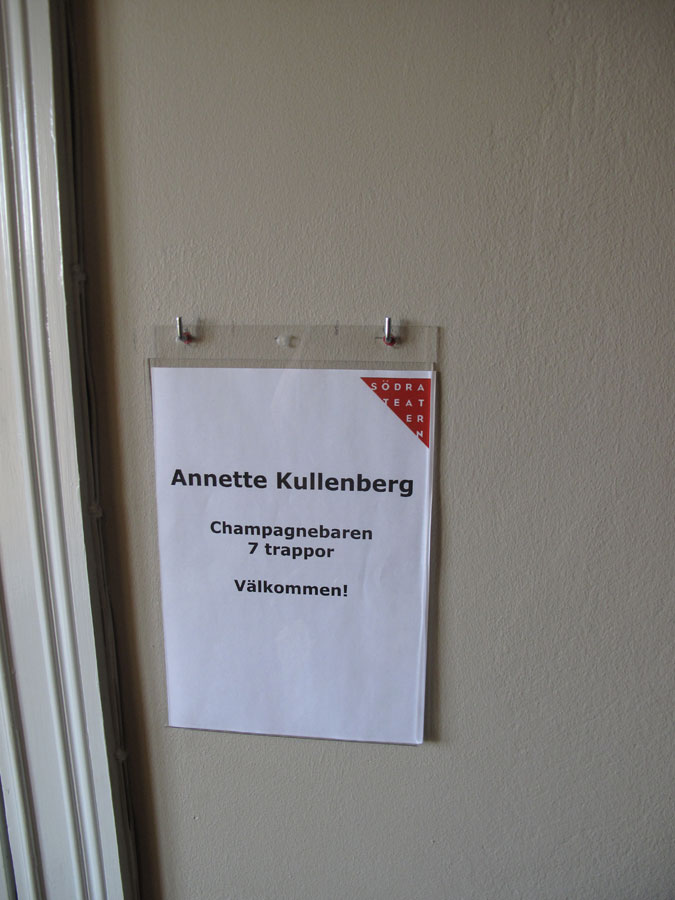 SÖDRA
TEAT
ER
N
Annette Kullenberg
Champagnebaren
7 trappor
Välkommen!